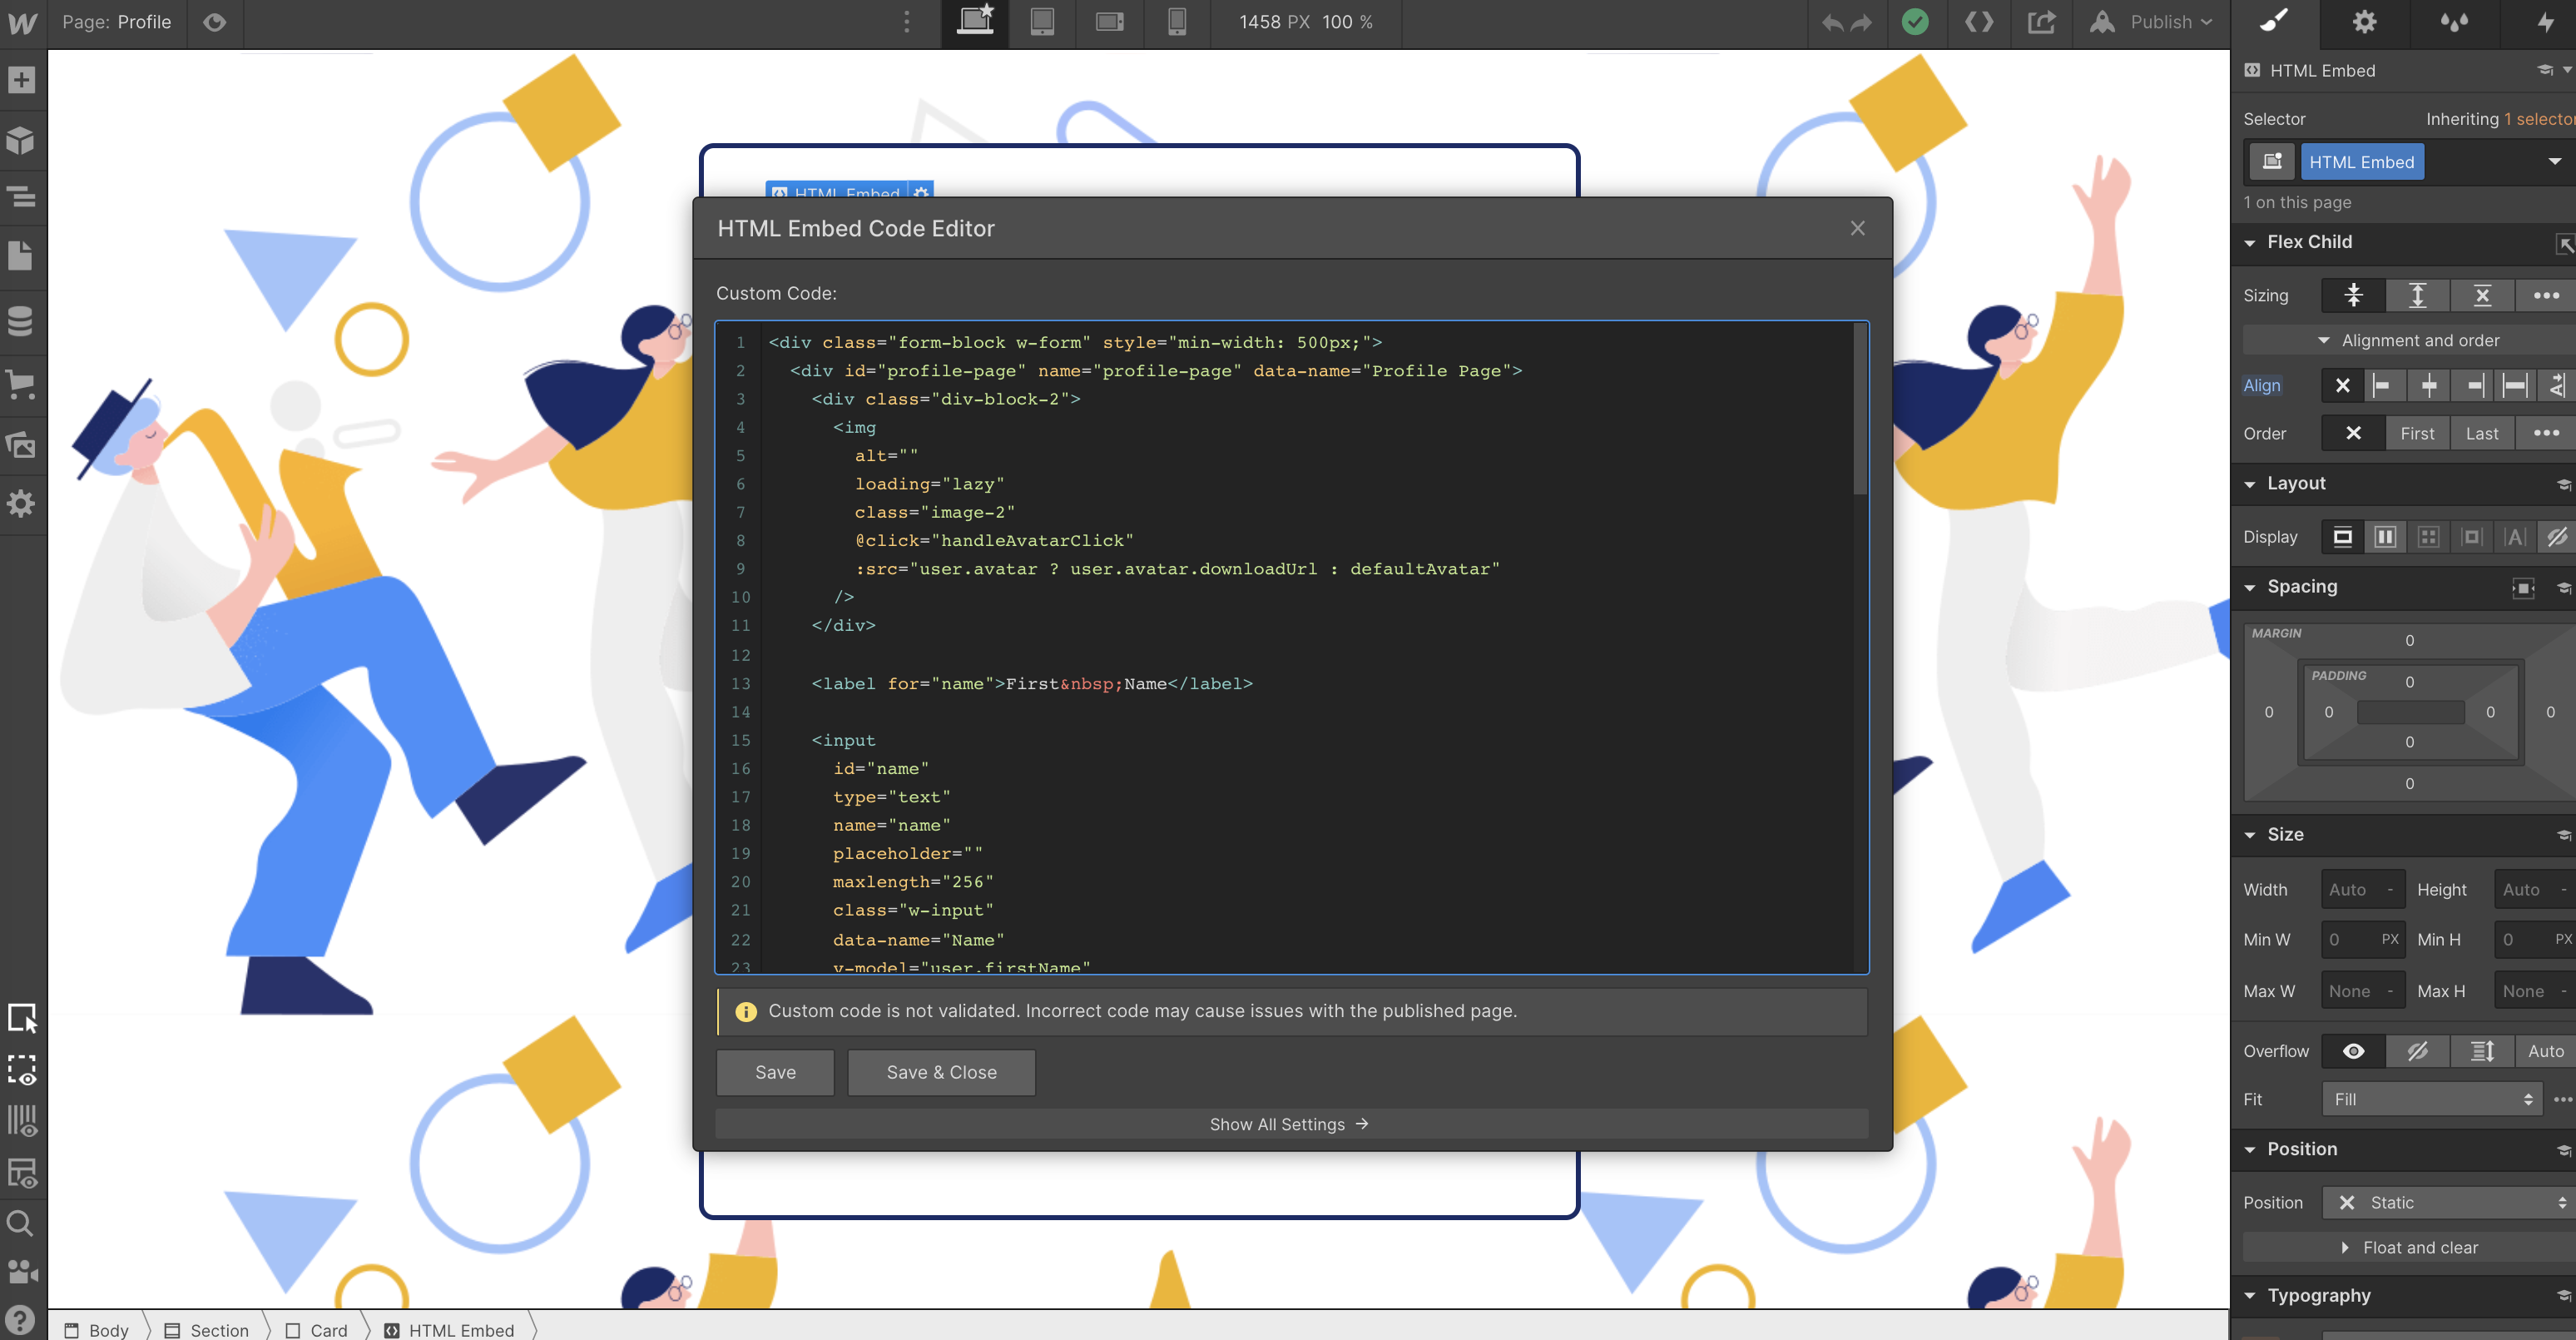 Page: Profile
1458 PX 100 %
Publish
HTML Embed
HTML Embed Code Editor
Custom Code:
1 <div class="form-block w-form" style="min-width: 500px;">
2 <div id="profile-page" name="profile-page" data-name="Profile Page">
3 <div class="div-block-2">
4 <img
5 alt=""
6 loading="lazy"
7 class="image-2"
8 @click="handleAvatarClick"
9 :src="user.avatar ? user.avatar.downloadUrl : defaultAvatar"
10 />
11 </div>
12
13 <label for="name">First&nbsp;Name</label>
14
15 <input
16 id="name"
17 type="text"
18 name="name"
19 placeholder=""
20 maxlength="256"
21 class="w-input"
22 data-name="Name"
23 v-model="user.firstName"
Custom code is not validated. Incorrect code may cause issues with the published page.
Save
Save & Close
Show All Settings →
Body
Section
Card
HTML Embed
HTML Embed
Selector
Inheriting 1 selector
HTML Embed
1 on this page
Flex Child
Sizing
Alignment and order
Align
Order First Last
Layout
Display
Spacing
MARGIN
0
PADDING
0
0 0 0 0
0
0
Size
Width Auto - Height Auto -
Min W 0 PX Min H 0 PX
Max W None - Max H None -
Overflow Auto
Fit Fill
Position
Position Static
Float and clear
Typography